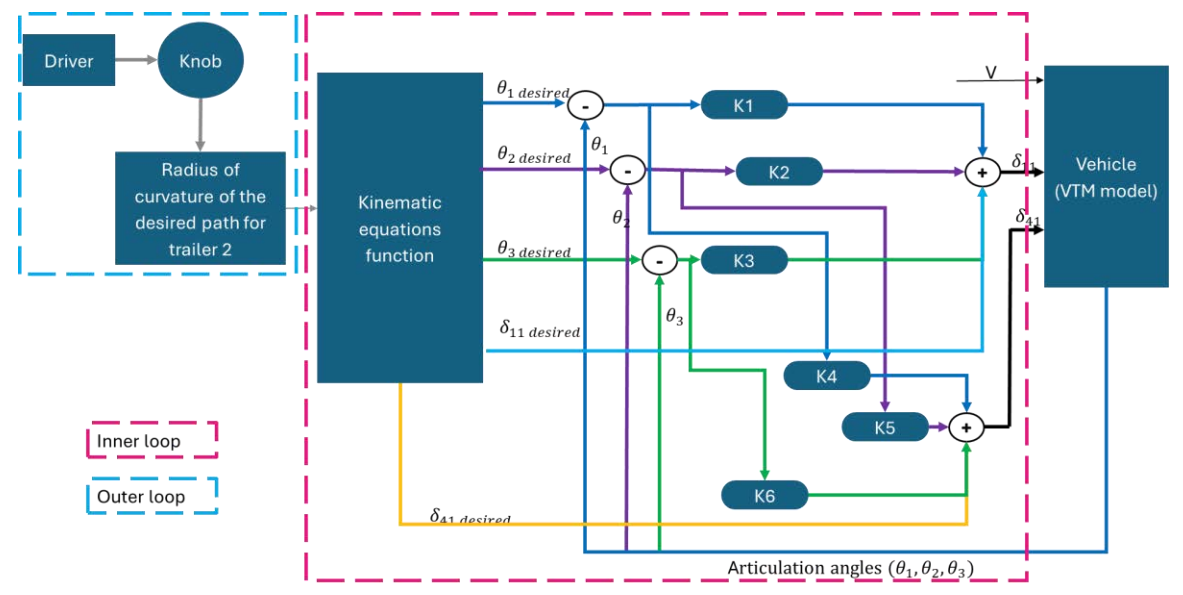 Driver
Knob
Radius of
curvature of the
desired path for
trailer 2
Kinematic
equations
function
θ₁ desired
θ₂ desired
θ₃ desired
δ₁₁ desired
δ₄₁ desired
-
θ₁
-
θ₂
-
θ₃
K1
K2
K3
K4
K5
K6
+
+
V
δ₁₁
δ₄₁
Vehicle
(VTM model)
Inner loop
Outer loop
Articulation angles (θ₁, θ₂, θ₃)